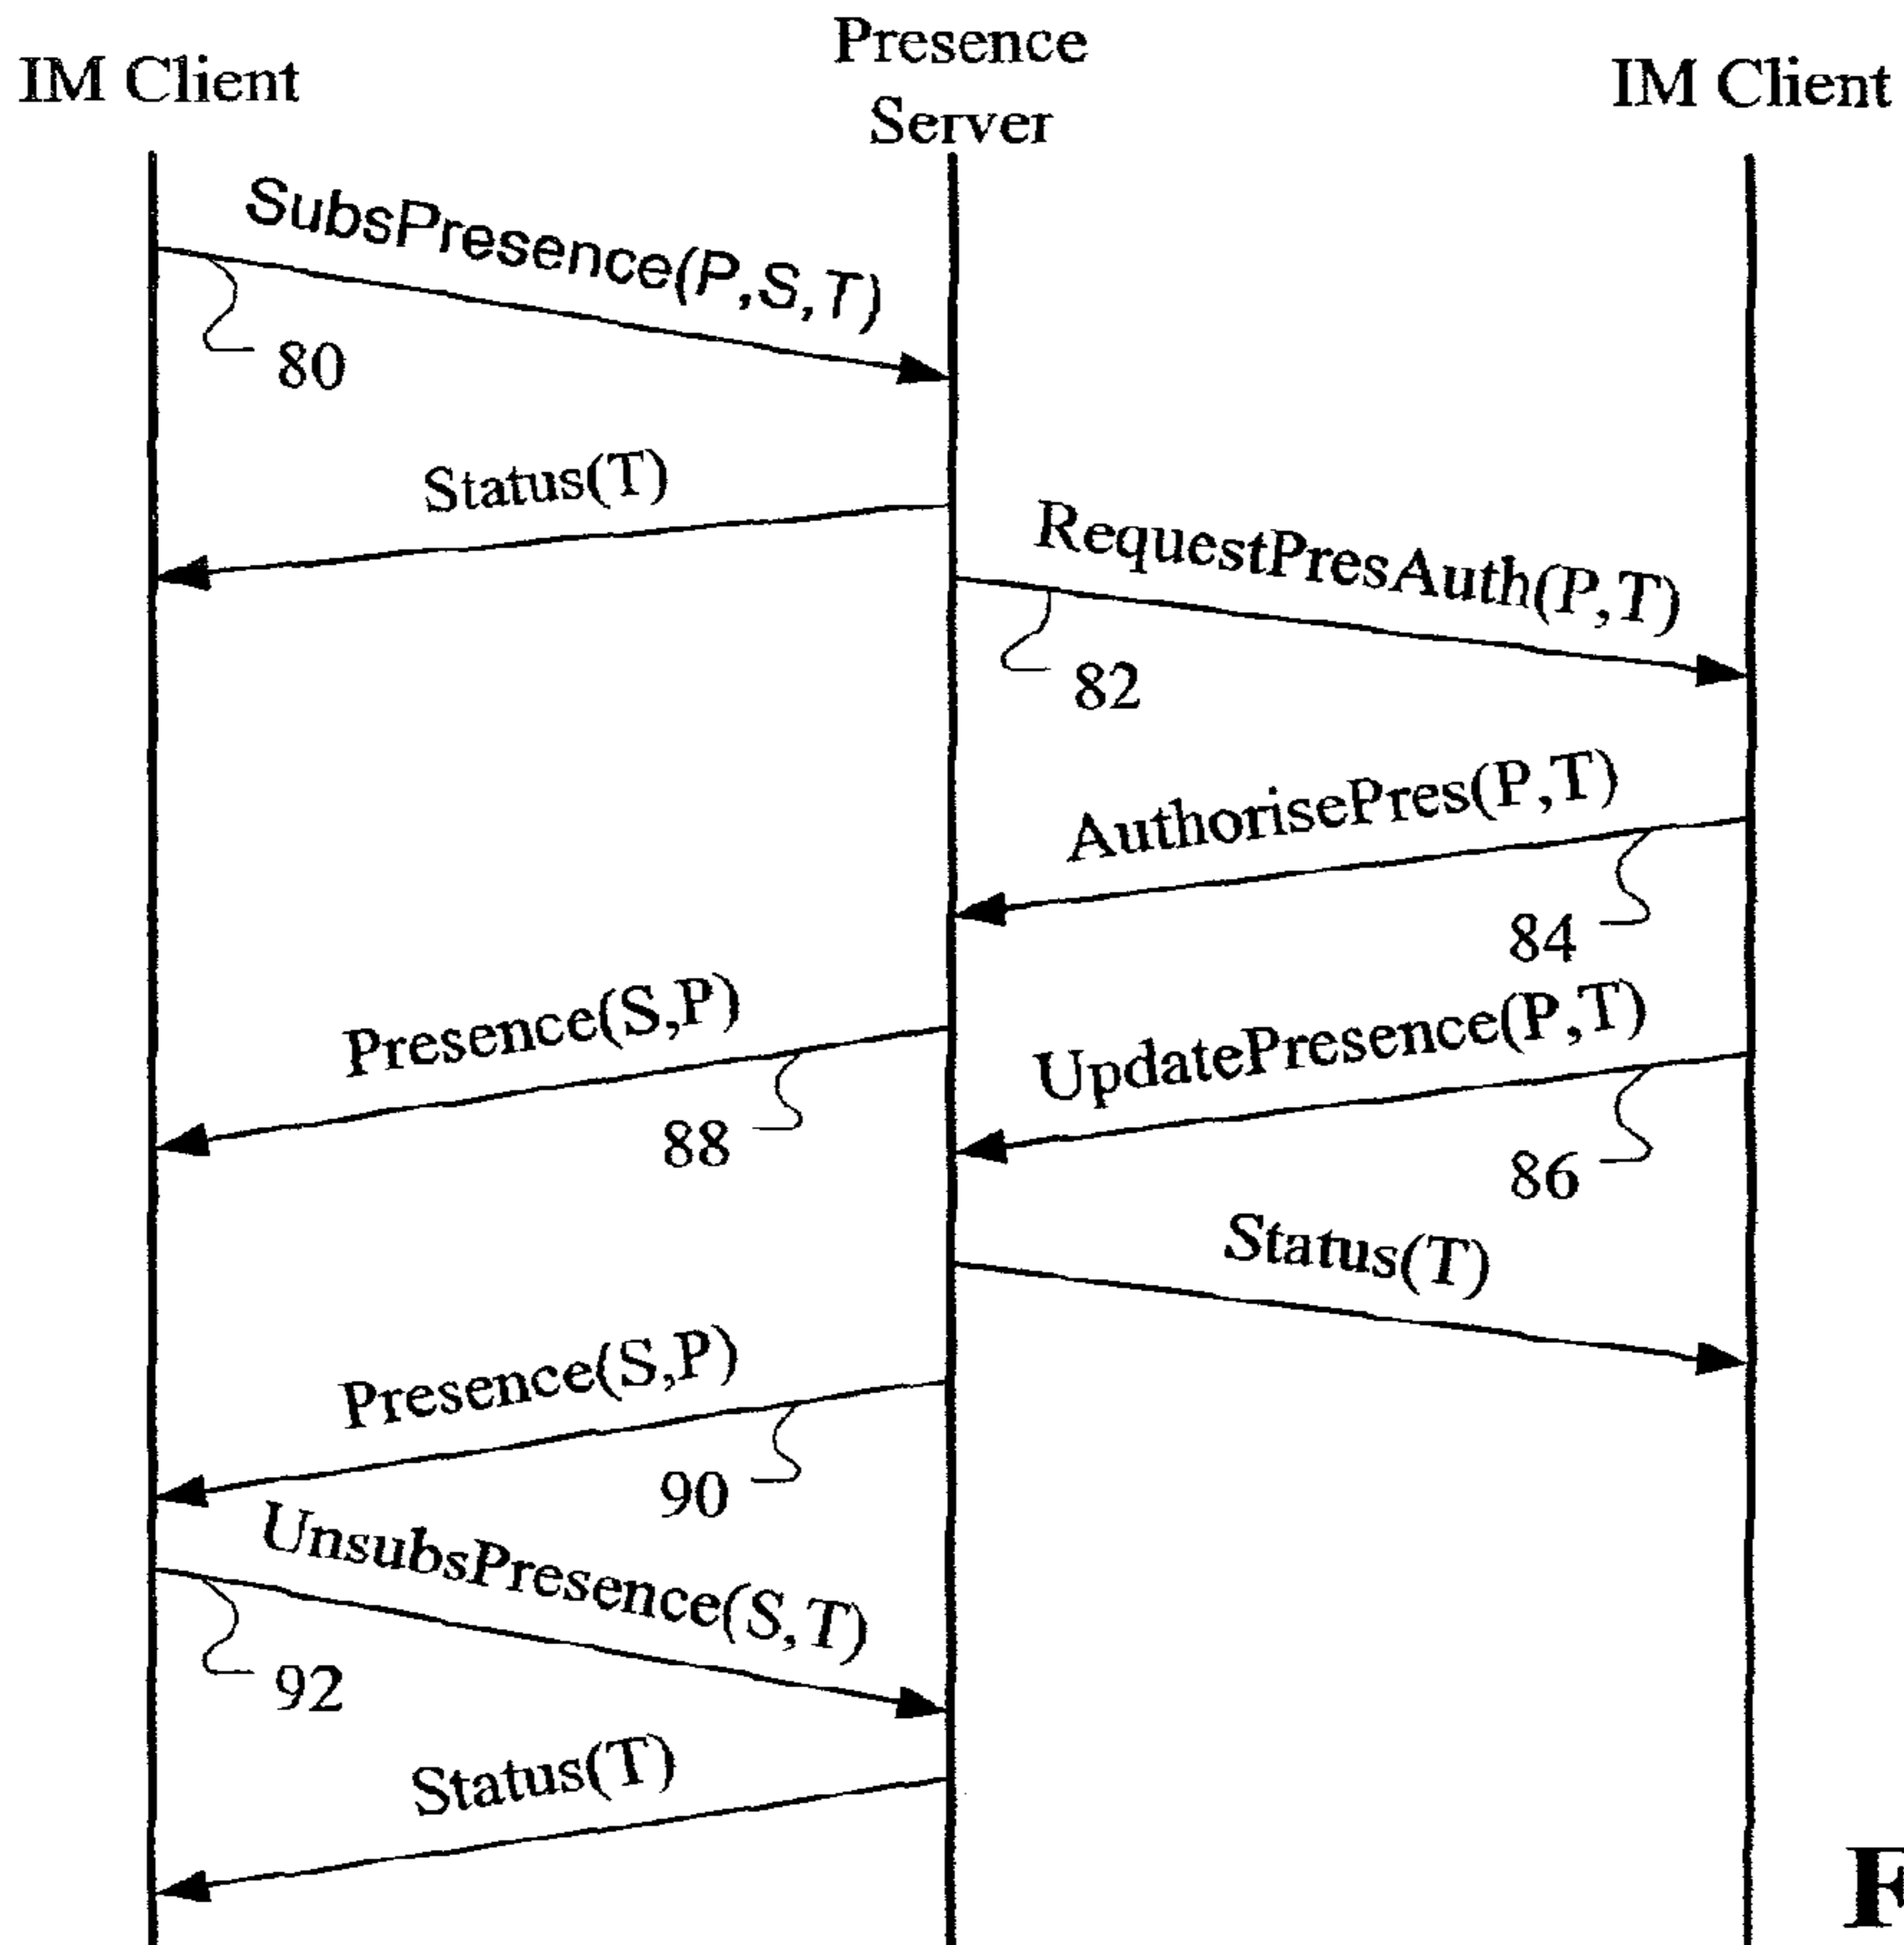 IM Client
Presence
Server
IM Client
SubsPresence(P,S,T)
80
Status(T)
RequestPresAuth(P,T)
82
AuthorisePres(P,T)
84
Presence(S,P)
88
UpdatePresence(P,T)
86
Status(T)
Presence(S,P)
90
UnsubsPresence(S,T)
92
Status(T)
F